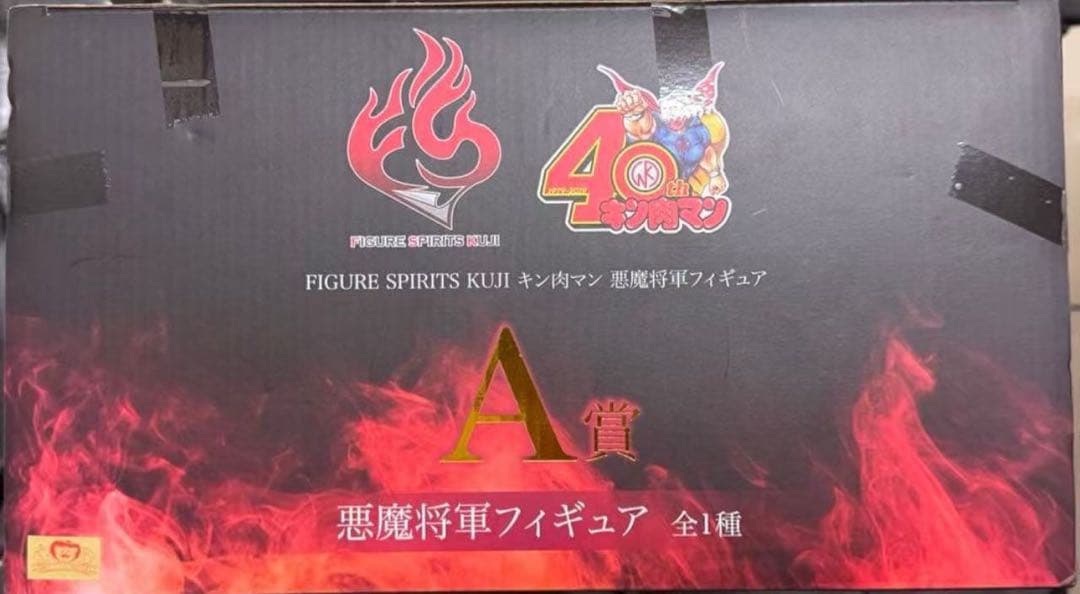 FIGURE SPIRITS KUJI
40th
キン肉マン
FIGURE SPIRITS KUJI キン肉マン 悪魔将軍フィギュア
A賞
悪魔将軍フィギュア 全1種